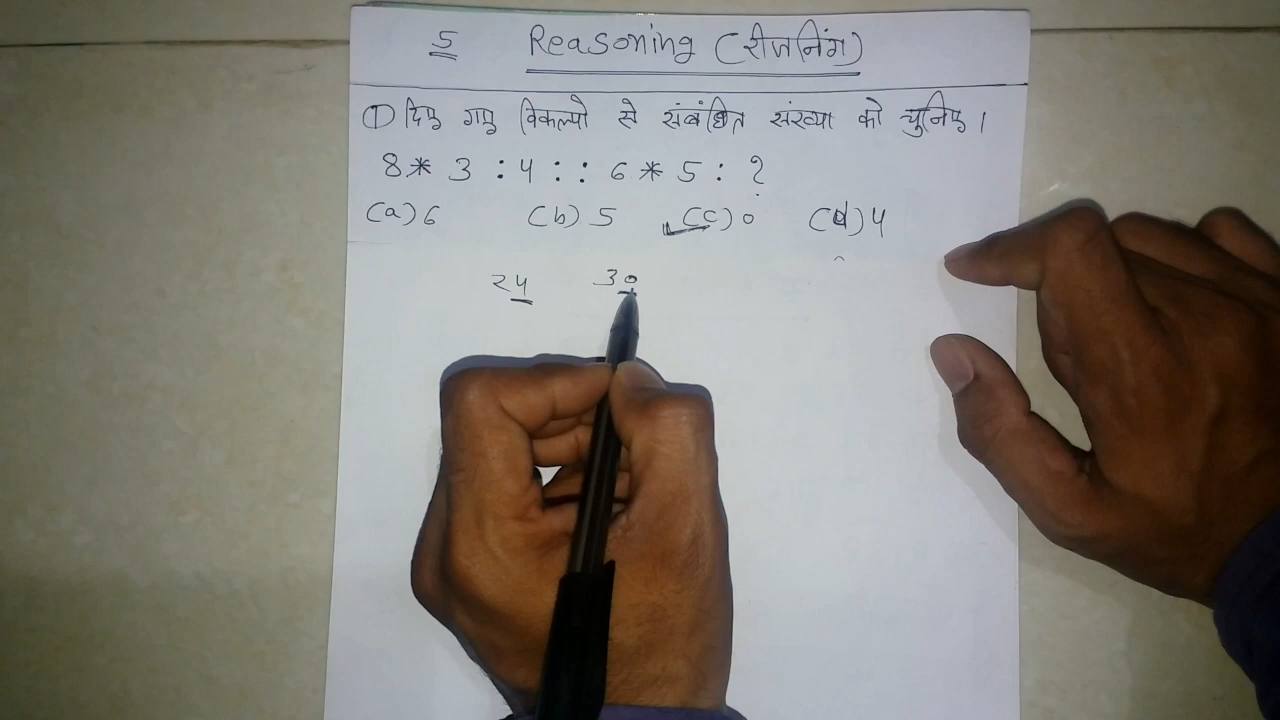 5 Reasoning (रीजनिंग)
① दिए गए विकल्पो से संबंधित संख्या को चुनिए।
8 * 3 : 4 : : 6 * 5 : ?
(a) 6 (b) 5 (c) 0 (d) 4
24 30